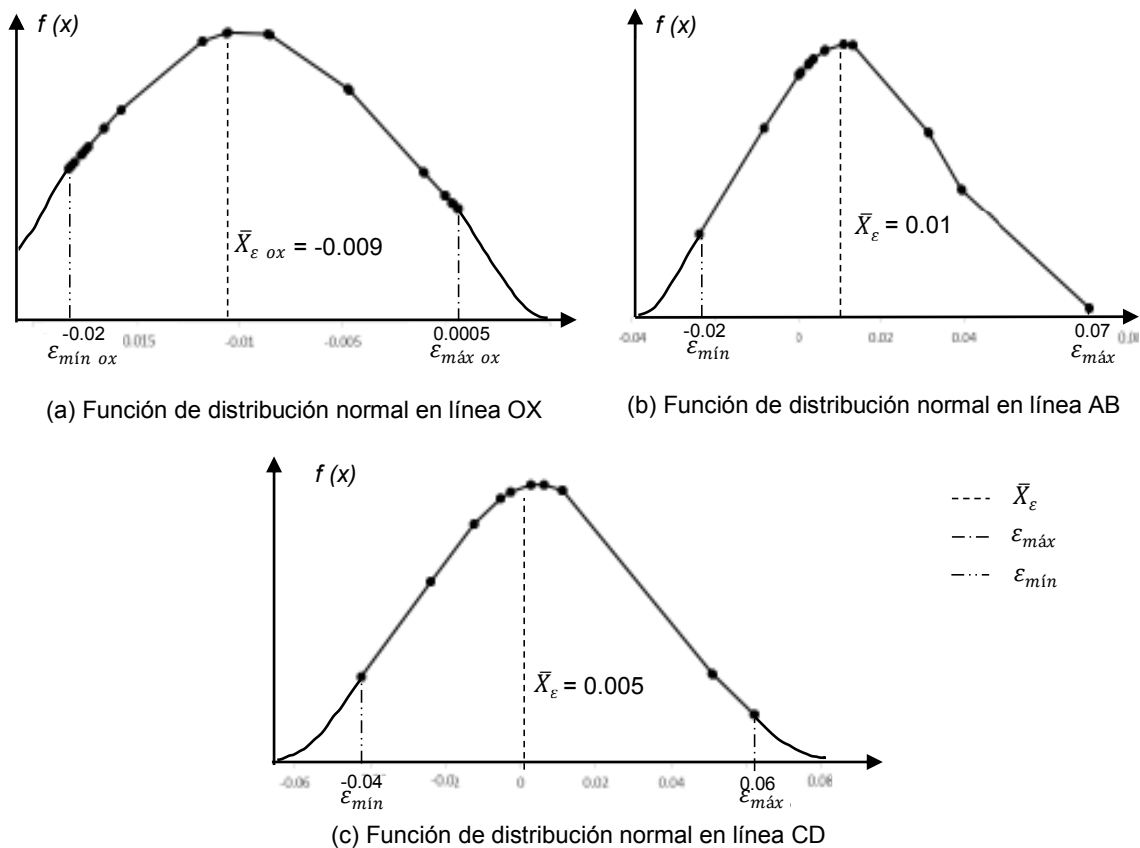 f (x)
X̄ε ox = -0.009
-0.02 0.015 -0.01 -0.005 0.0005
εmín ox εmáx ox
(a) Función de distribución normal en línea OX
f (x)
X̄ε = 0.01
-0.04 -0.02 0 0.02 0.04 0.07
εmín εmáx
(b) Función de distribución normal en línea AB
f (x)
X̄ε = 0.005
-0.06 -0.04 0 0.02 0.04 0.06 0.08
εmín εmáx
(c) Función de distribución normal en línea CD
X̄ε
εmáx
εmín